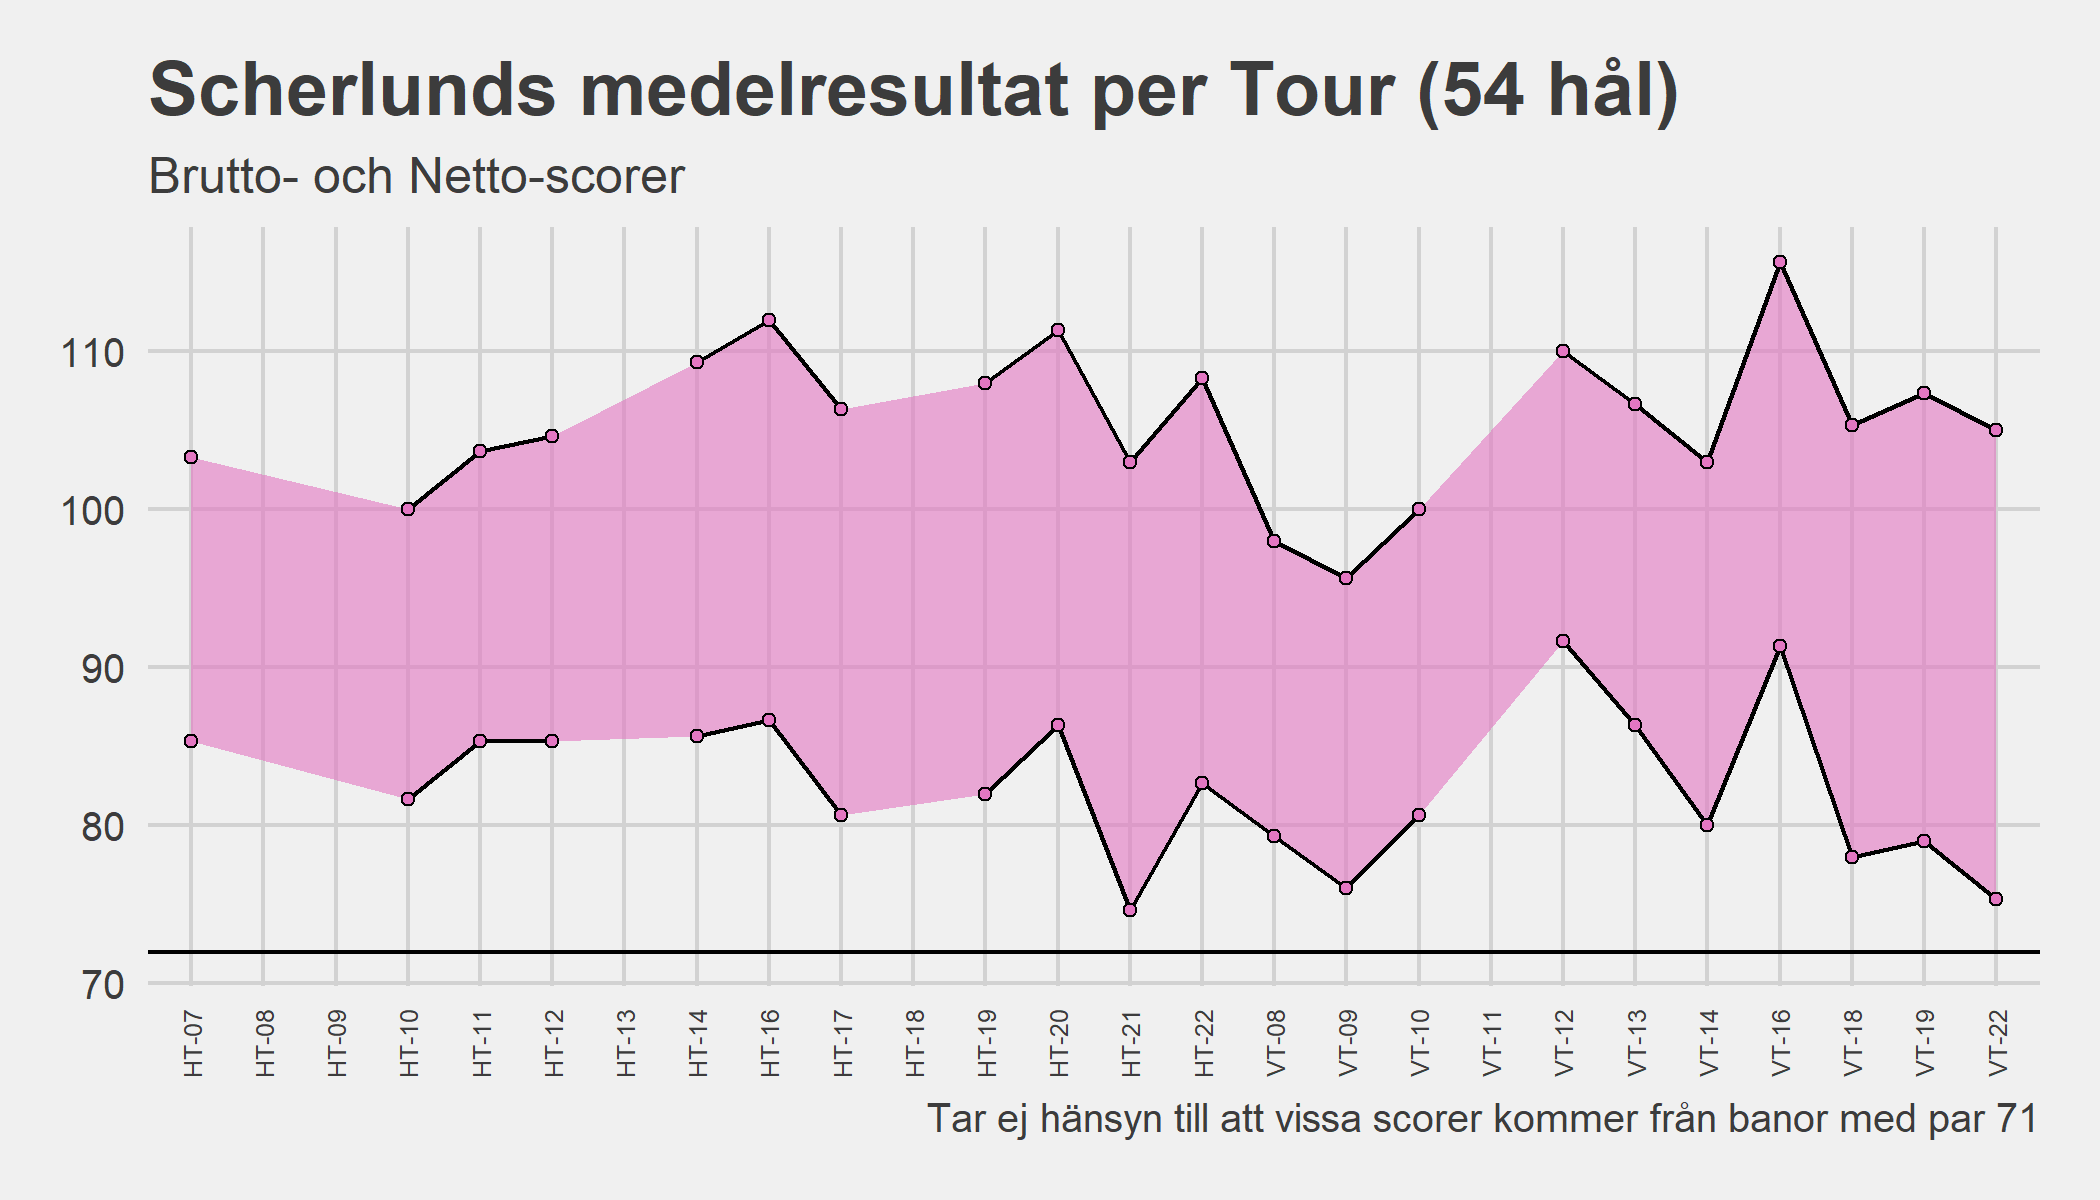 Scherlunds medelresultat per Tour (54 hål)
Brutto- och Netto-scorer
110
100
90
80
70
HT-07
HT-08
HT-09
HT-10
HT-11
HT-12
HT-13
HT-14
HT-16
HT-17
HT-18
HT-19
HT-20
HT-21
HT-22
VT-08
VT-09
VT-10
VT-11
VT-12
VT-13
VT-14
VT-16
VT-18
VT-19
VT-22
Tar ej hänsyn till att vissa scorer kommer från banor med par 71